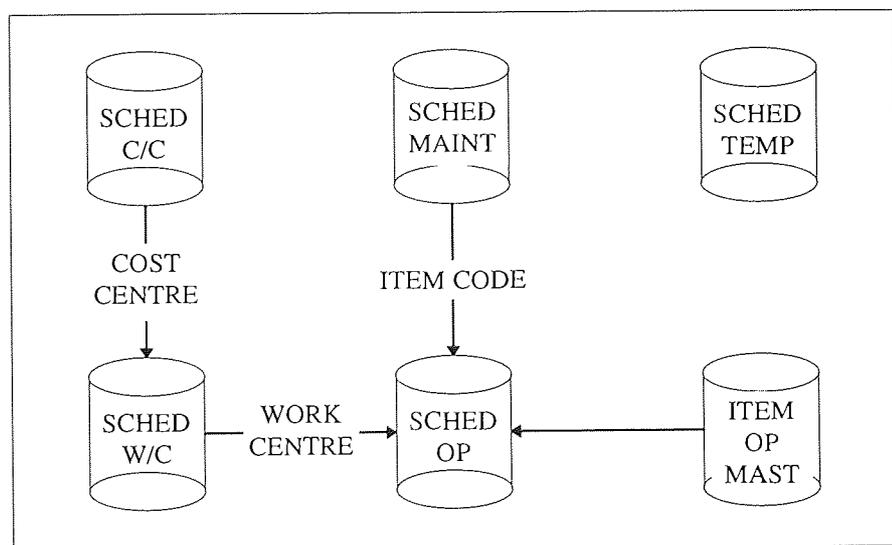 SCHED
C/C
SCHED
MAINT
SCHED
TEMP
COST
CENTRE
ITEM CODE
SCHED
W/C
WORK
CENTRE
SCHED
OP
ITEM
OP
MAST